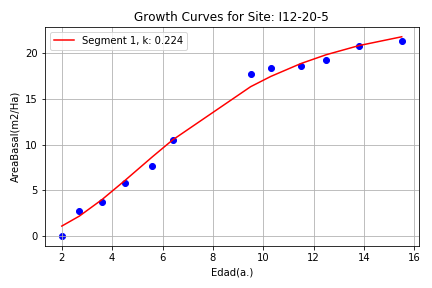 Growth Curves for Site: I12-20-5
Segment 1, k: 0.224
AreaBasal(m2/Ha)
20
15
10
5
0
2 4 6 8 10 12 14 16
Edad(a.)